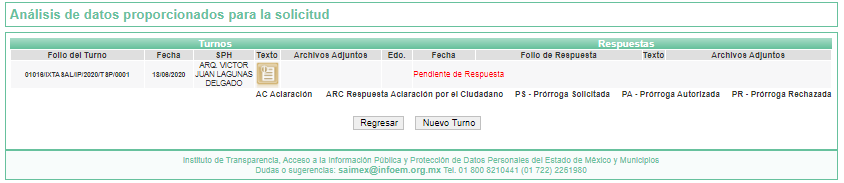 Análisis de datos proporcionados para la solicitud
Turnos Respuestas
Folio del Turno Fecha SPH Texto Archivos Adjuntos Edo. Fecha Folio de Respuesta Texto Archivos Adjuntos
01016/IXTASAL/IP/2020/TSP/0001 18/06/2020 ARQ. VICTOR JUAN LAGUNAS DELGADO Pendiente de Respuesta
AC Aclaración ARC Respuesta Aclaración por el Ciudadano PS - Prórroga Solicitada PA - Prórroga Autorizada PR - Prórroga Rechazada
Regresar Nuevo Turno
Instituto de Transparencia, Acceso a la Información Pública y Protección de Datos Personales del Estado de México y Municipios
Dudas o sugerencias: saimex@infoem.org.mx Tel. 01 800 8210441 (01 722) 2261980